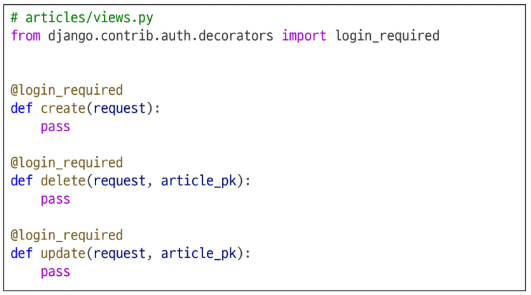 # articles/views.py
from django.contrib.auth.decorators import login_required
@login_required
def create(request):
    pass
@login_required
def delete(request, article_pk):
    pass
@login_required
def update(request, article_pk):
    pass